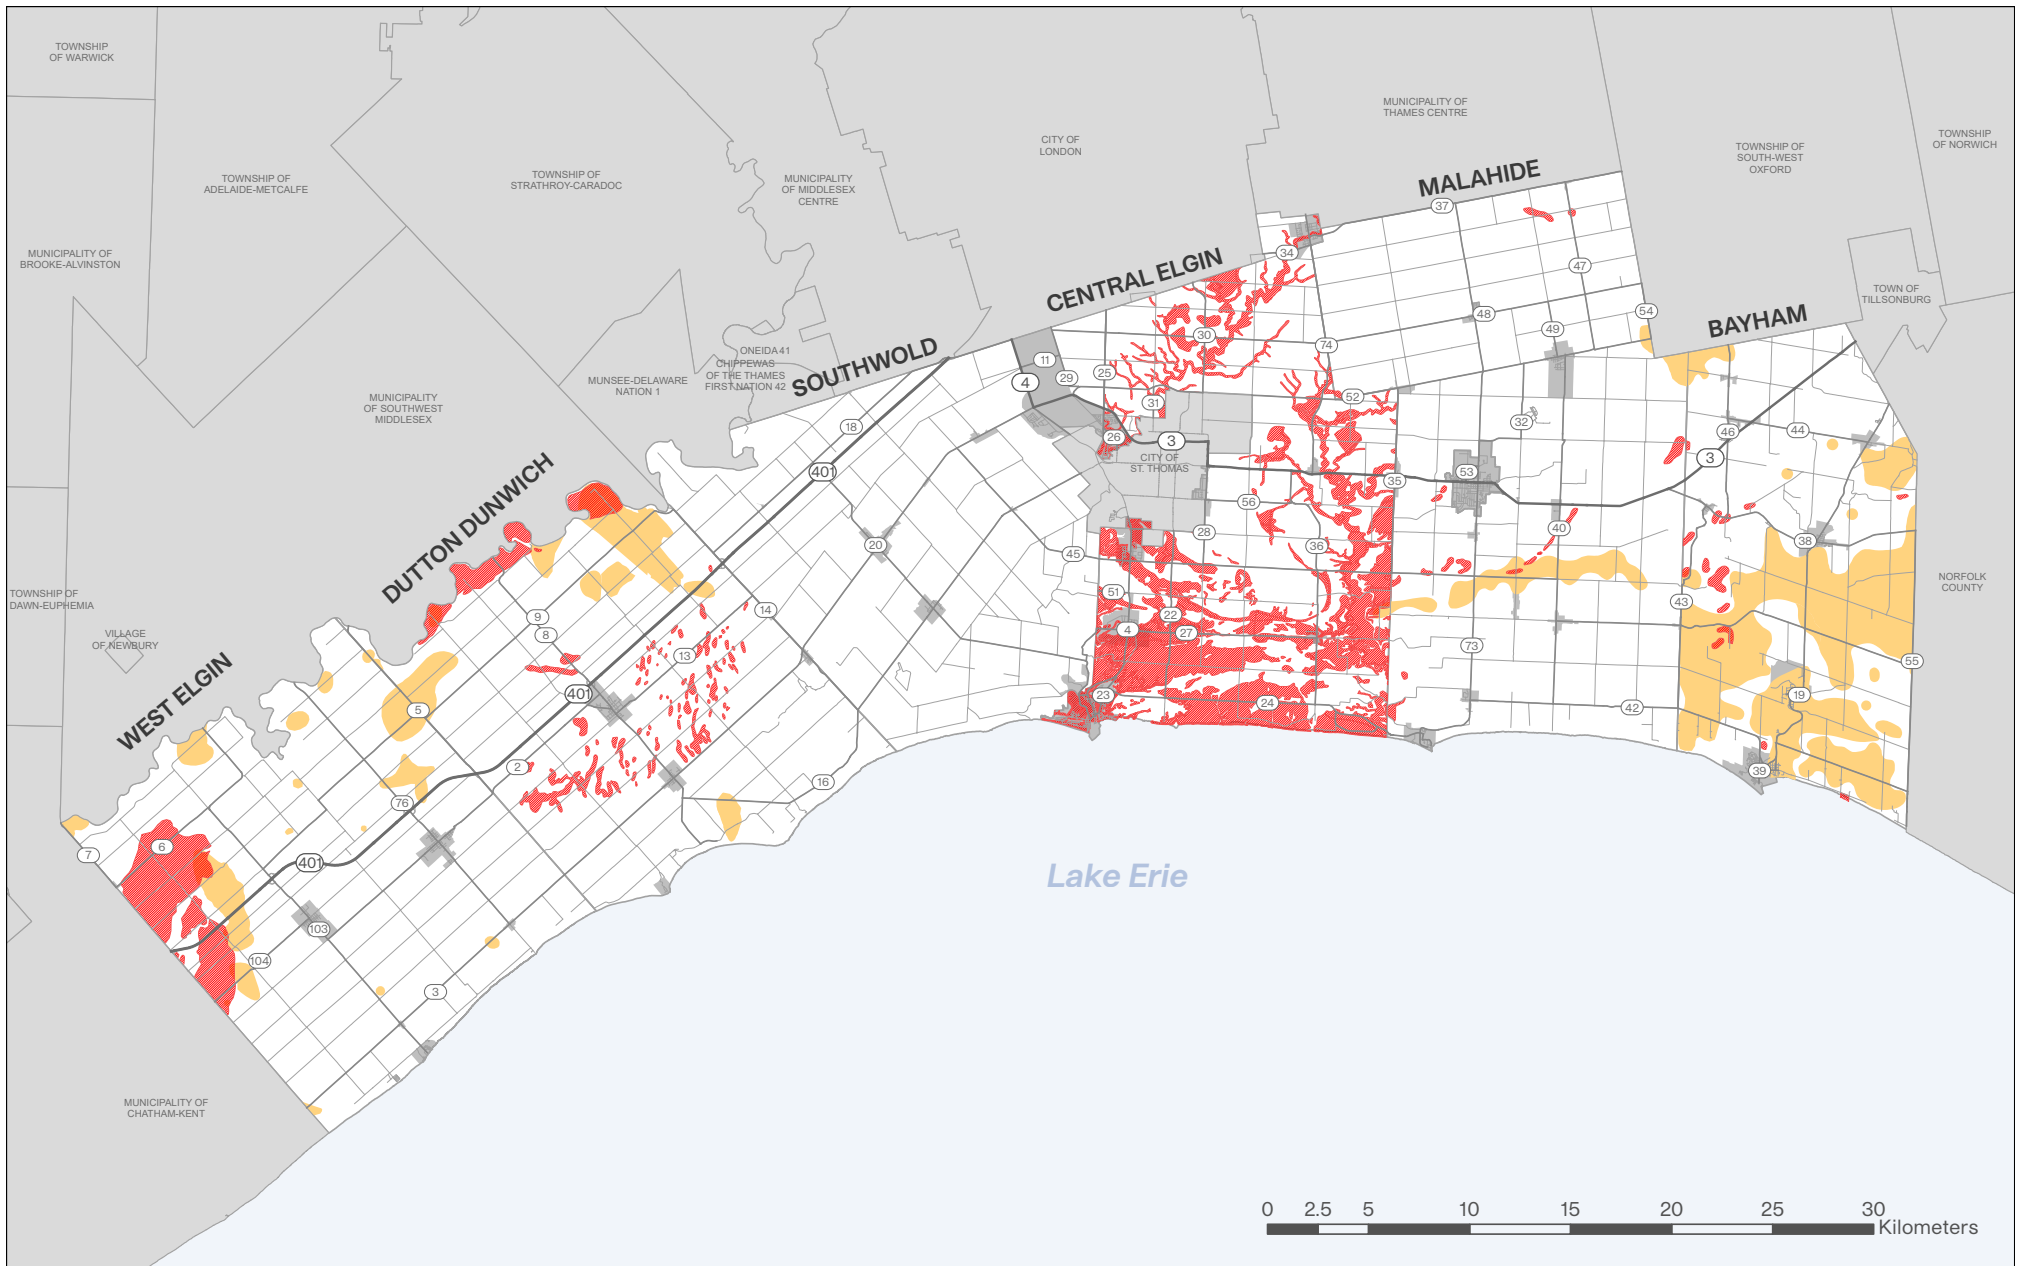 TOWNSHIP
OF WARWICK
MUNICIPALITY OF
THAMES CENTRE
CITY OF
LONDON
TOWNSHIP
OF NORWICH
TOWNSHIP OF
SOUTH-WEST
OXFORD
TOWNSHIP OF
ADELAIDE-METCALFE
TOWNSHIP OF
STRATHROY-CARADOC
MUNICIPALITY
OF MIDDLESEX
CENTRE
MALAHIDE
37
MUNICIPALITY OF
BROOKE-ALVINSTON
34
47
CENTRAL ELGIN
TOWN OF
TILLSONBURG
54
48
BAYHAM
49
30
74
ONEIDA 41
CHIPPEWAS
OF THE THAMES
FIRST NATION 42
MUNSEE-DELAWARE
NATION 1
SOUTHWOLD
11
4
29
25
31
52
MUNICIPALITY
OF SOUTHWEST
MIDDLESEX
18
32
46
44
26
3
3
CITY OF
ST. THOMAS
401
53
35
DUTTON DUNWICH
56
28
40
38
20
45
36
TOWNSHIP OF
DAWN-EUPHEMIA
NORFOLK
COUNTY
51
43
9
14
22
8
4
27
VILLAGE
OF NEWBURY
13
73
55
WEST ELGIN
401
23
24
19
5
42
2
39
16
76
6
7
401
Lake Erie
103
104
3
MUNICIPALITY OF
CHATHAM-KENT
0 2.5 5 10 15 20 25 30
Kilometers